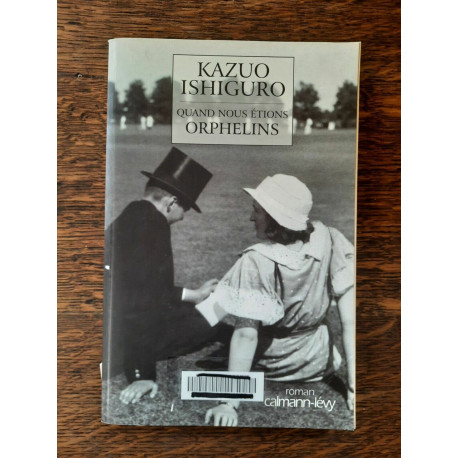 KAZUO
ISHIGURO
QUAND NOUS ÉTIONS
ORPHELINS
roman
calmann-lévy